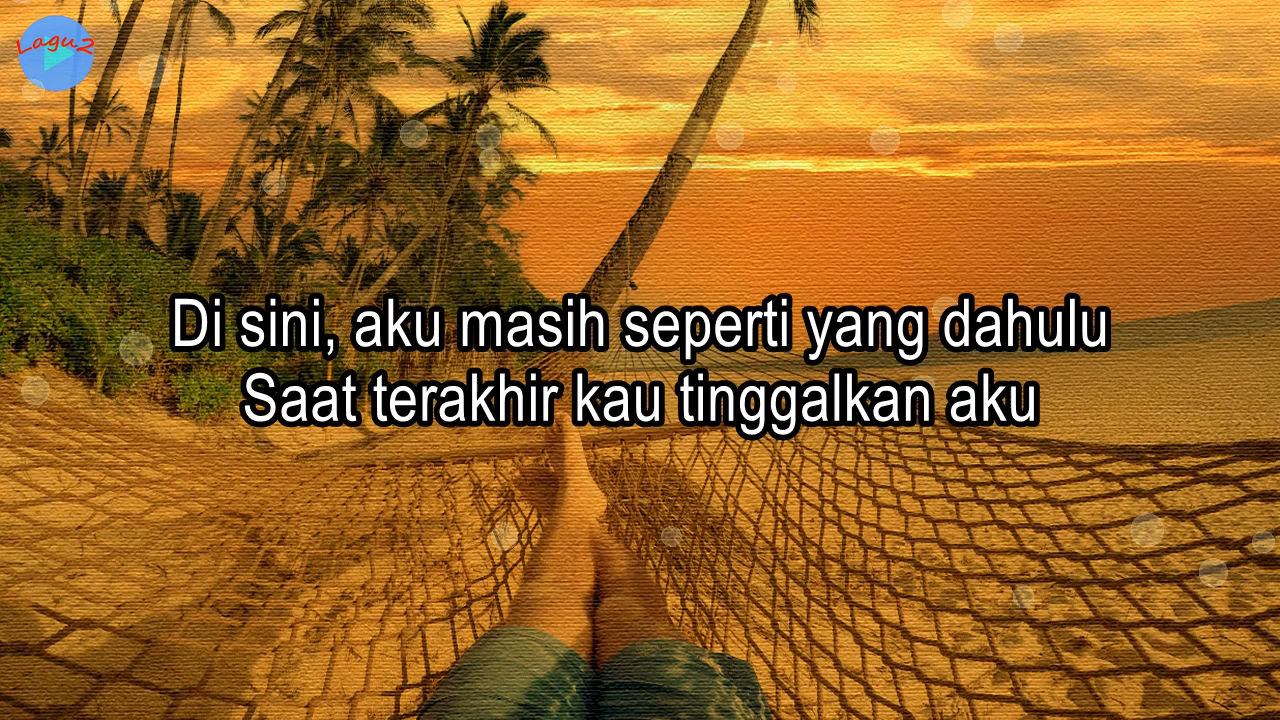 Lagu2
Di sini, aku masih seperti yang dahulu
Saat terakhir kau tinggalkan aku